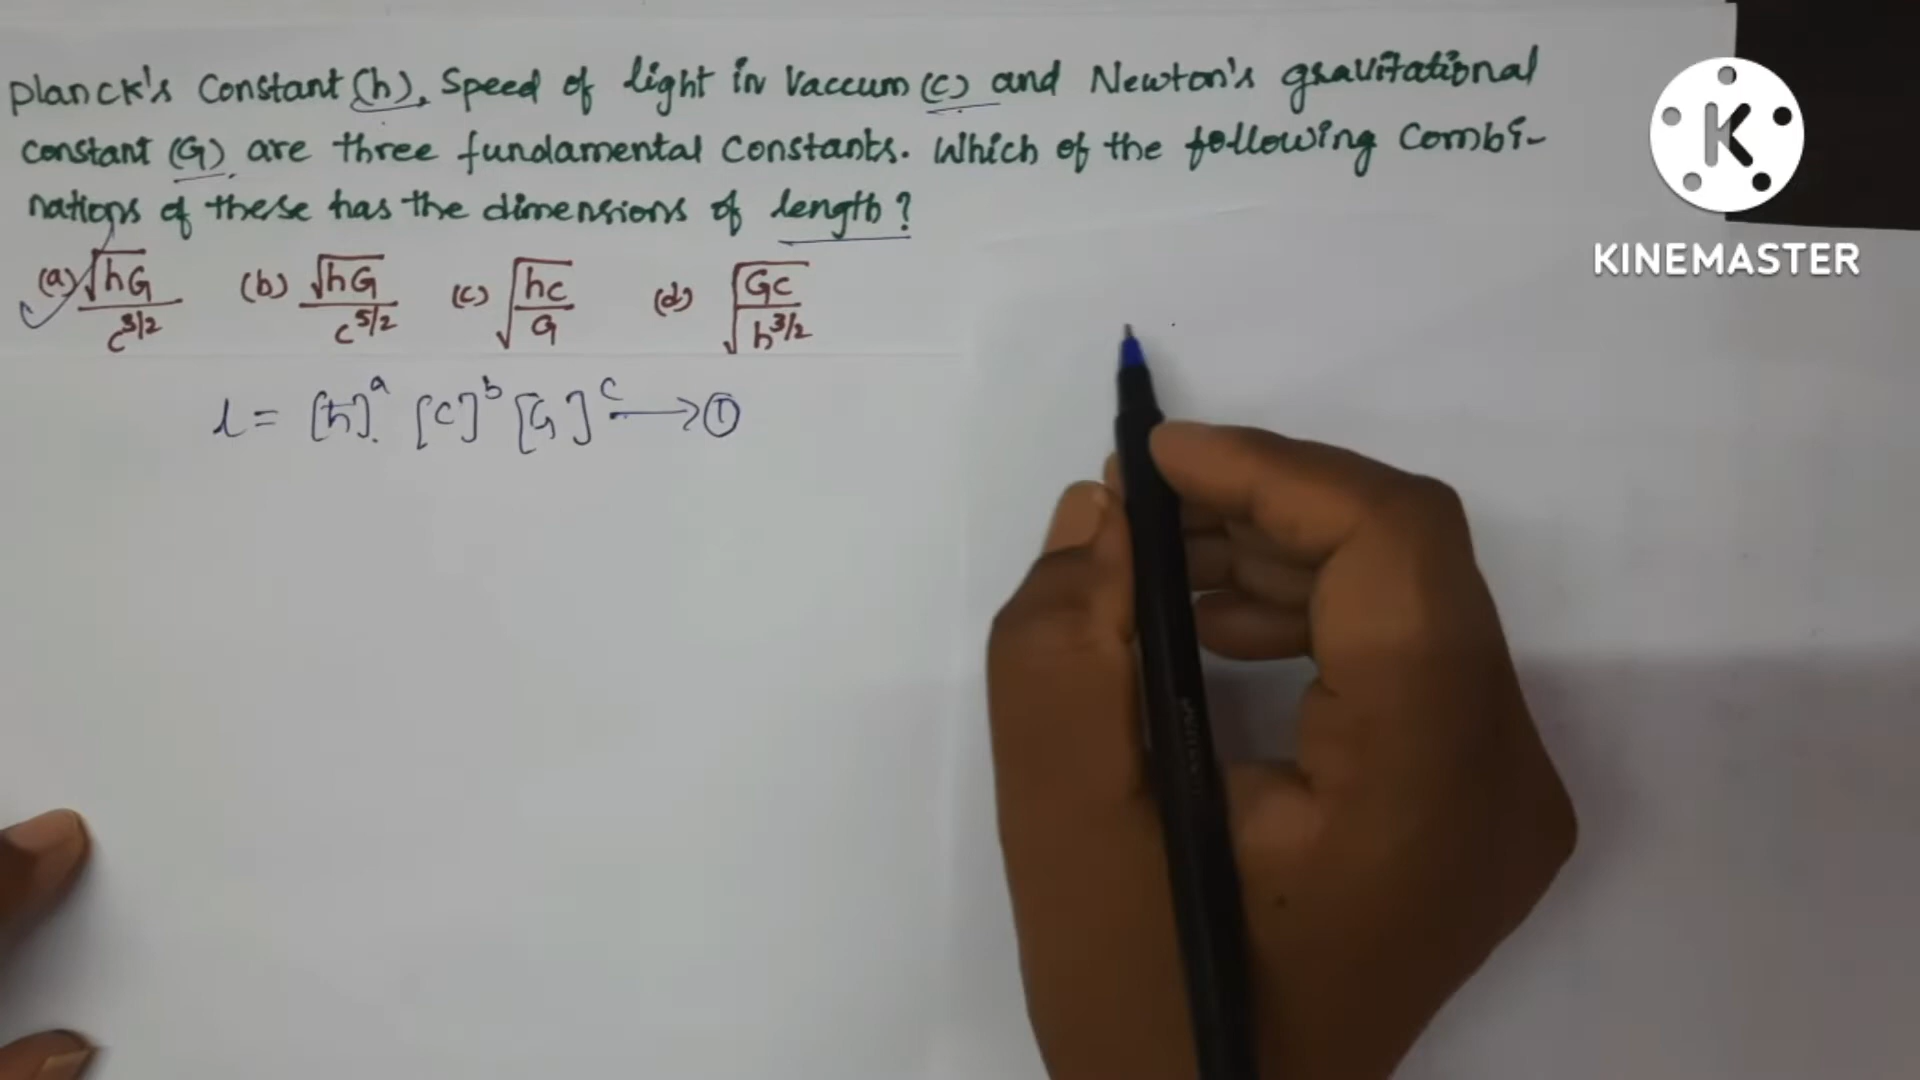 Planck's Constant (h), Speed of light in Vaccum (c) and Newton's gravitational
constant (G) are three fundamental Constants. Which of the following Combi-
nations of these has the dimensions of length?
(a) √hG / c^3/2 (b) √hG / c^5/2 (c) √(hc / G) (d) √(Gc / h^3/2)
l = [h]^a [c]^b [G]^c → ①
K
KINEMASTER